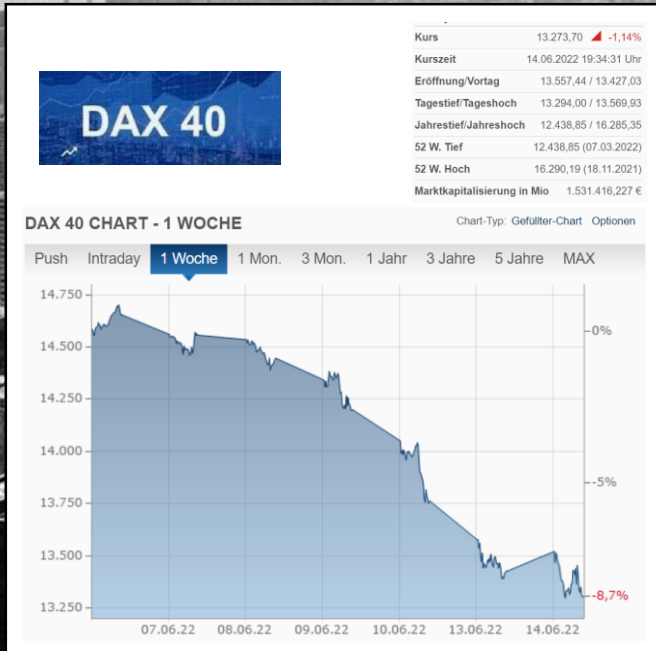 Kurs 13.273,70 -1,14%
Kurszeit 14.06.2022 19:34:31 Uhr
Eröffnung/Vortag 13.557,44 / 13.427,03
Tagestief/Tageshoch 13.294,00 / 13.569,93
Jahrestief/Jahreshoch 12.438,85 / 16.285,35
52 W. Tief 12.438,85 (07.03.2022)
52 W. Hoch 16.290,19 (18.11.2021)
Marktkapitalisierung in Mio 1.531.416,227 €
DAX 40
DAX 40 CHART - 1 WOCHE Chart-Typ: Gefüllter-Chart Optionen
Push Intraday 1 Woche 1 Mon. 3 Mon. 1 Jahr 3 Jahre 5 Jahre MAX
14.750
0%
14.500
14.250
14.000
-5%
13.750
13.500
-8,7%
13.250
07.06.22 08.06.22 09.06.22 10.06.22 13.06.22 14.06.22